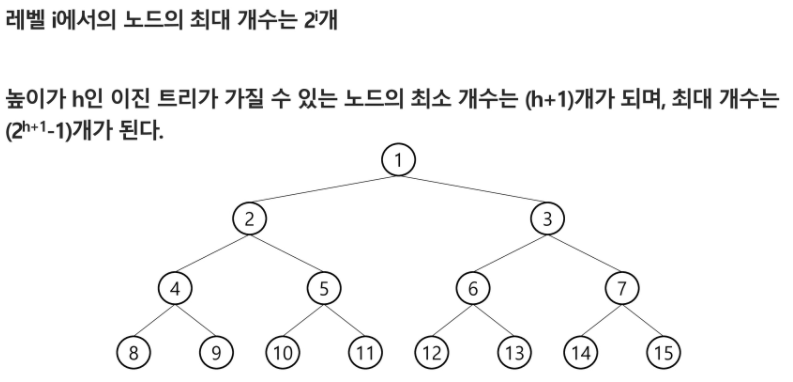 레벨 i에서의 노드의 최대 개수는 2ⁱ개
높이가 h인 이진 트리가 가질 수 있는 노드의 최소 개수는 (h+1)개가 되며, 최대 개수는
(2ʰ⁺¹-1)개가 된다.
1
2 3
4 5 6 7
8 9 10 11 12 13 14 15